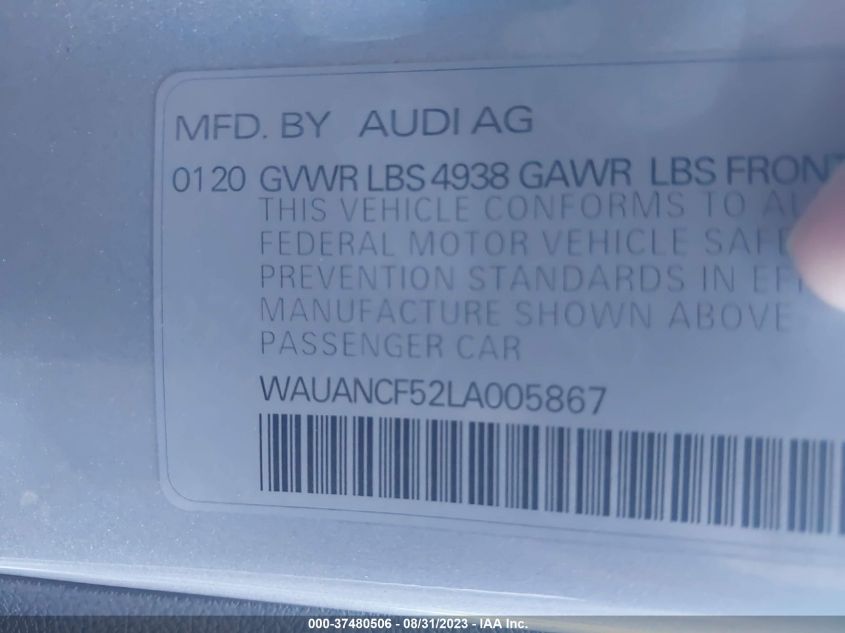 MFD. BY AUDI AG
0120 GVWR LBS 4938 GAWR LBS FRONT
THIS VEHICLE CONFORMS TO
FEDERAL MOTOR VEHICLE
PREVENTION STANDARDS IN
MANUFACTURE SHOWN ABOVE
PASSENGER CAR
WAUANCF52LA005867
000-37480506 - 08/31/2023 - IAA Inc.